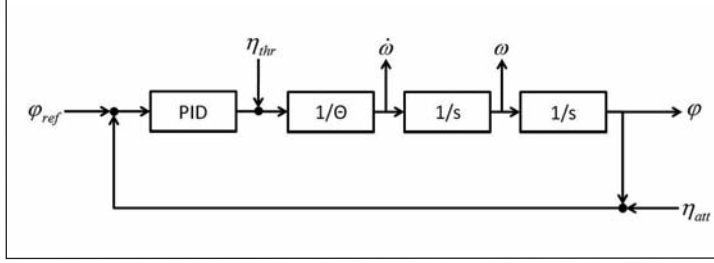 η_thr ω̇ ω
φ_ref PID 1/Θ 1/s 1/s φ
η_att